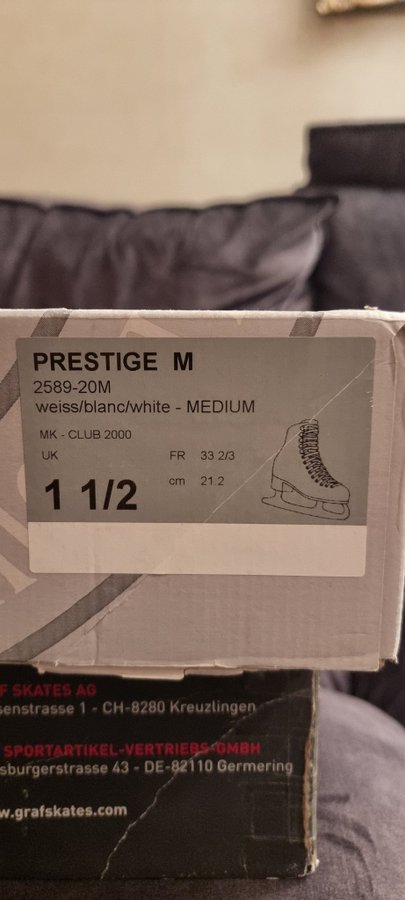 PRESTIGE M
2589-20M
weiss/blanc/white - MEDIUM
MK - CLUB 2000
UK FR 33 2/3
1 1/2 cm 21.2
F SKATES AG
senstrasse 1 - CH-8280 Kreuzlingen
SPORTARTIKEL-VERTRIEBS-GMBH
sburgerstrasse 43 - DE-82110 Germering
w.grafskates.com